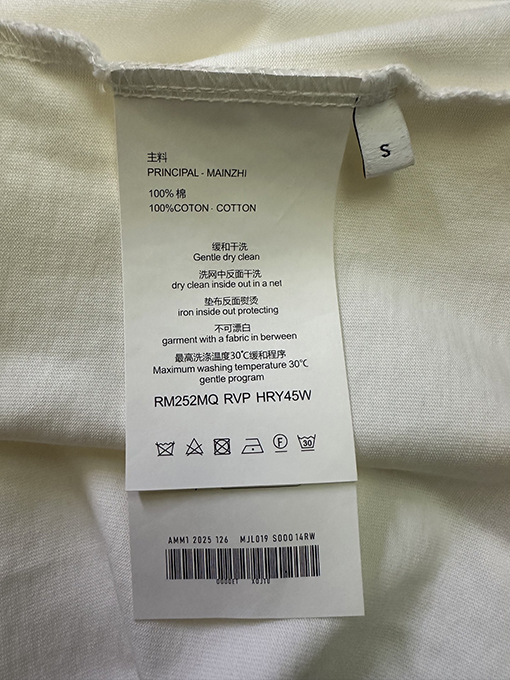 主料
PRINCIPAL - MAINZHI
100% 棉
100%COTON · COTTON
S
缓和干洗
Gentle dry clean
洗网中反面干洗
dry clean inside out in a net
垫布反面熨烫
iron inside out protecting
不可漂白
garment with a fabric in berween
最高洗涤温度30℃缓和程序
Maximum washing temperature 30℃
gentle program
RM252MQ RVP HRY45W
F
30
AMM1 2025 126 MJL019 S000 14RW